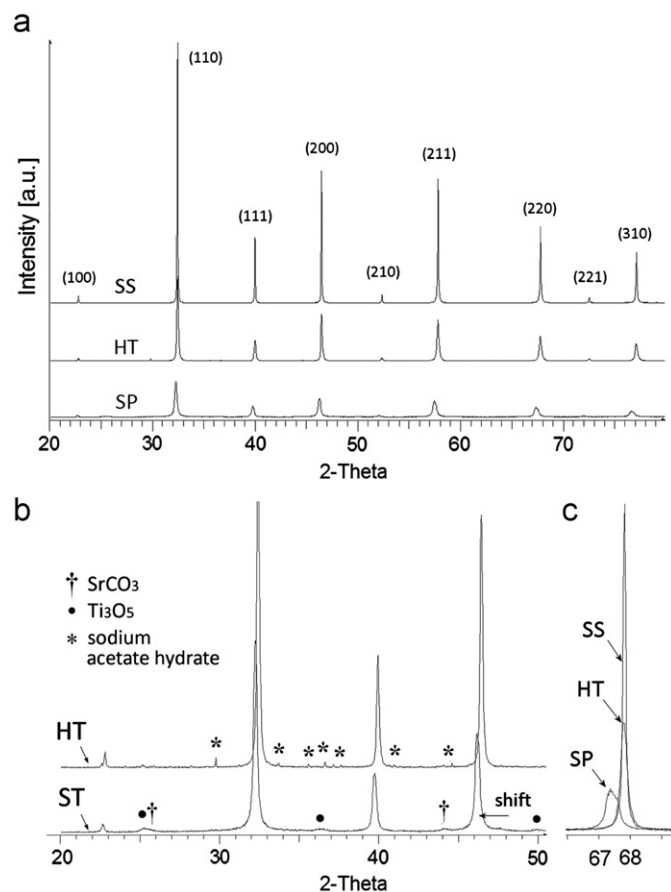 a
Intensity [a.u.]
(100)
(110)
(111)
(200)
(210)
(211)
(220)
(221)
(310)
SS
HT
SP
20 30 40 50 60 70
2-Theta
b
† SrCO₃
● Ti₃O₅
* sodium
acetate hydrate
HT
* * * * * * *
ST
● † ● † shift ●
20 30 40 50
2-Theta
c
SS
HT
SP
67 68